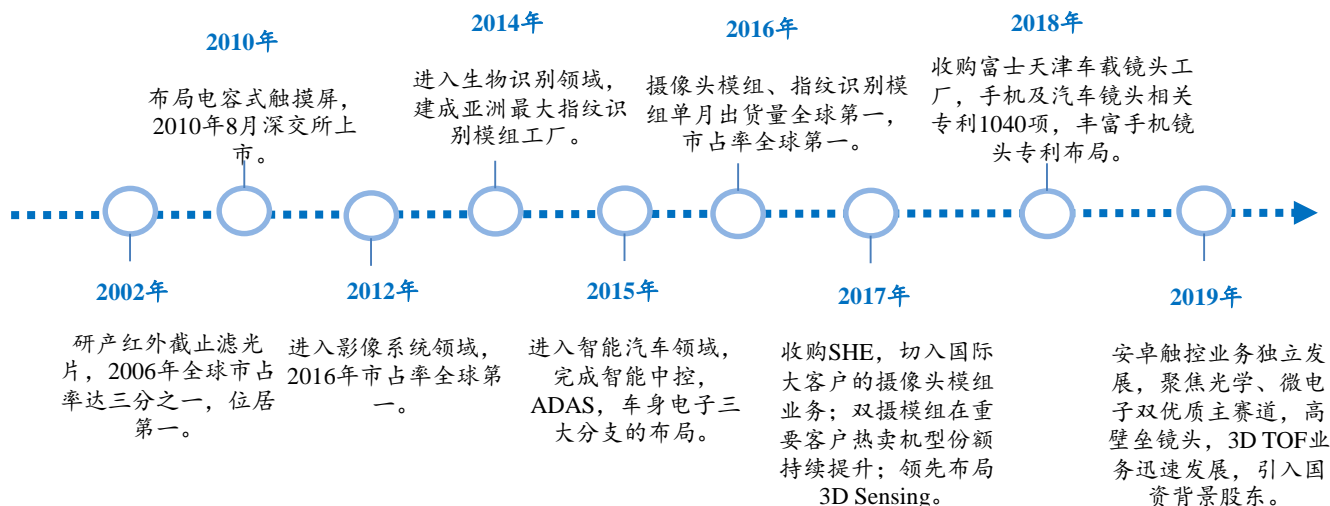 2010年
布局电容式触摸屏，
2010年8月深交所上
市。
2014年
进入生物识别领域，
建成亚洲最大指纹识
别模组工厂。
2016年
摄像头模组、指纹识别模
组单月出货量全球第一，
市占率全球第一。
2018年
收购富士天津车载镜头工
厂，手机及汽车镜头相关
专利1040项，丰富手机镜
头专利布局。
2002年
研产红外截止滤光
片，2006年全球市占
率达三分之一，位居
第一。
2012年
进入影像系统领域，
2016年市占率全球第
一。
2015年
进入智能汽车领域，
完成智能中控，
ADAS，车身电子三
大分支的布局。
2017年
收购SHE，切入国际
大客户的摄像头模组
业务；双摄模组在重
要客户热卖机型份额
持续提升；领先布局
3D Sensing。
2019年
安卓触控业务独立发
展，聚焦光学、微电
子双优质主赛道，高
壁垒镜头，3D TOF业
务迅速发展，引入国
资背景股东。